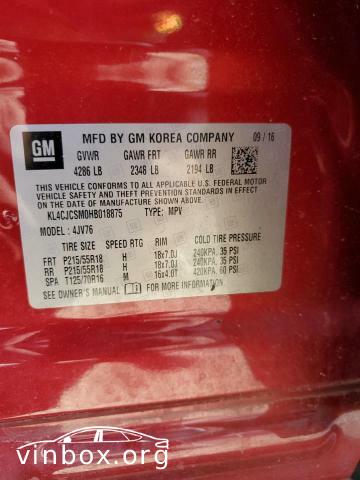 GM
MFD BY GM KOREA COMPANY 09/16
GVWR GAWR FRT GAWR RR
4286 LB 2348 LB 2194 LB
THIS VEHICLE CONFORMS TO ALL APPLICABLE U.S. FEDERAL MOTOR
VEHICLE SAFETY AND THEFT PREVENTION STANDARDS IN EFFECT ON
THE DATE OF MANUFACTURE SHOWN ABOVE.
KL4CJCSM0HB018875 TYPE: MPV
MODEL: 4JV76
TIRE SIZE SPEED RTG RIM COLD TIRE PRESSURE
FRT P215/55R18 H 18x7.0J 240KPA, 35 PSI
RR P215/55R18 H 18x7.0J 240KPA, 35 PSI
SPA T125/70R16 M 16x4.0T 420KPA, 60 PSI
SEE OWNER'S MANUAL FOR MORE INFORMATION.
vinbox.org